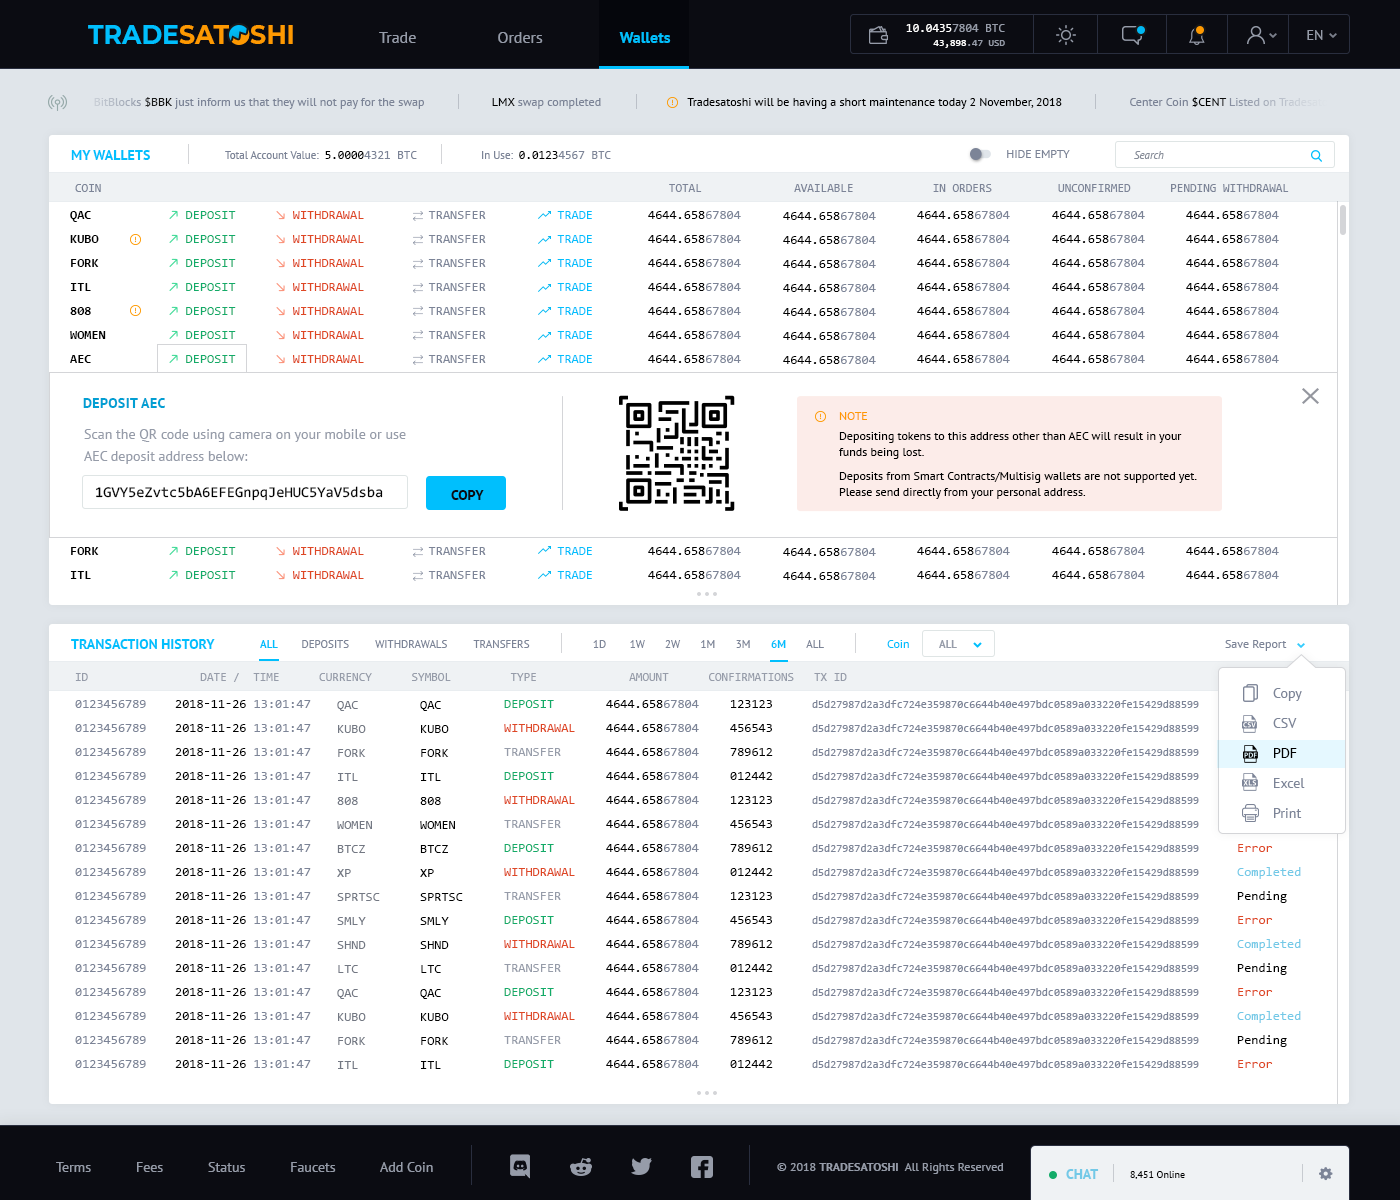 TRADESATOSHI Trade Orders Wallets 10.04357804 BTC 43,898.47 USD EN
BitBlocks $BBK just inform us that they will not pay for the swap LMX swap completed Tradesatoshi will be having a short maintenance today 2 November, 2018 Center Coin $CENT Listed on
MY WALLETS Total Account Value: 5.00004321 BTC In Use: 0.01234567 BTC HIDE EMPTY Search
COIN TOTAL AVAILABLE IN ORDERS UNCONFIRMED PENDING WITHDRAWAL
QAC DEPOSIT WITHDRAWAL TRANSFER TRADE 4644.65867804 4644.65867804 4644.65867804 4644.65867804 4644.65867804
KUBO DEPOSIT WITHDRAWAL TRANSFER TRADE 4644.65867804 4644.65867804 4644.65867804 4644.65867804 4644.65867804
FORK DEPOSIT WITHDRAWAL TRANSFER TRADE 4644.65867804 4644.65867804 4644.65867804 4644.65867804 4644.65867804
ITL DEPOSIT WITHDRAWAL TRANSFER TRADE 4644.65867804 4644.65867804 4644.65867804 4644.65867804 4644.65867804
808 DEPOSIT WITHDRAWAL TRANSFER TRADE 4644.65867804 4644.65867804 4644.65867804 4644.65867804 4644.65867804
WOMEN DEPOSIT WITHDRAWAL TRANSFER TRADE 4644.65867804 4644.65867804 4644.65867804 4644.65867804 4644.65867804
AEC DEPOSIT WITHDRAWAL TRANSFER TRADE 4644.65867804 4644.65867804 4644.65867804 4644.65867804 4644.65867804
DEPOSIT AEC
Scan the QR code using camera on your mobile or use
AEC deposit address below:
1GVY5eZvtc5bA6EFEGnpqJeHUC5YaV5dsba COPY
NOTE
Depositing tokens to this address other than AEC will result in your
funds being lost.
Deposits from Smart Contracts/Multisig wallets are not supported yet.
Please send directly from your personal address.
FORK DEPOSIT WITHDRAWAL TRANSFER TRADE 4644.65867804 4644.65867804 4644.65867804 4644.65867804 4644.65867804
ITL DEPOSIT WITHDRAWAL TRANSFER TRADE 4644.65867804 4644.65867804 4644.65867804 4644.65867804 4644.65867804
TRANSACTION HISTORY ALL DEPOSITS WITHDRAWALS TRANSFERS 1D 1W 2W 1M 3M 6M ALL Coin ALL Save Report
ID DATE / TIME CURRENCY SYMBOL TYPE AMOUNT CONFIRMATIONS TX ID
0123456789 2018-11-26 13:01:47 QAC QAC DEPOSIT 4644.65867804 123123 d5d27987d2a3dfc724e359870c6644b40e497bdc0589a033220fe15429d88599
0123456789 2018-11-26 13:01:47 KUBO KUBO WITHDRAWAL 4644.65867804 456543 d5d27987d2a3dfc724e359870c6644b40e497bdc0589a033220fe15429d88599
0123456789 2018-11-26 13:01:47 FORK FORK TRANSFER 4644.65867804 789612 d5d27987d2a3dfc724e359870c6644b40e497bdc0589a033220fe15429d88599
0123456789 2018-11-26 13:01:47 ITL ITL DEPOSIT 4644.65867804 012442 d5d27987d2a3dfc724e359870c6644b40e497bdc0589a033220fe15429d88599
0123456789 2018-11-26 13:01:47 808 808 WITHDRAWAL 4644.65867804 123123 d5d27987d2a3dfc724e359870c6644b40e497bdc0589a033220fe15429d88599
0123456789 2018-11-26 13:01:47 WOMEN WOMEN TRANSFER 4644.65867804 456543 d5d27987d2a3dfc724e359870c6644b40e497bdc0589a033220fe15429d88599
Copy
CSV
PDF
Excel
Print
0123456789 2018-11-26 13:01:47 BTCZ BTCZ DEPOSIT 4644.65867804 789612 d5d27987d2a3dfc724e359870c6644b40e497bdc0589a033220fe15429d88599 Error
0123456789 2018-11-26 13:01:47 XP XP WITHDRAWAL 4644.65867804 012442 d5d27987d2a3dfc724e359870c6644b40e497bdc0589a033220fe15429d88599 Completed
0123456789 2018-11-26 13:01:47 SPRTSC SPRTSC TRANSFER 4644.65867804 123123 d5d27987d2a3dfc724e359870c6644b40e497bdc0589a033220fe15429d88599 Pending
0123456789 2018-11-26 13:01:47 SMLY SMLY DEPOSIT 4644.65867804 456543 d5d27987d2a3dfc724e359870c6644b40e497bdc0589a033220fe15429d88599 Error
0123456789 2018-11-26 13:01:47 SHND SHND WITHDRAWAL 4644.65867804 789612 d5d27987d2a3dfc724e359870c6644b40e497bdc0589a033220fe15429d88599 Completed
0123456789 2018-11-26 13:01:47 LTC LTC TRANSFER 4644.65867804 012442 d5d27987d2a3dfc724e359870c6644b40e497bdc0589a033220fe15429d88599 Pending
0123456789 2018-11-26 13:01:47 QAC QAC DEPOSIT 4644.65867804 123123 d5d27987d2a3dfc724e359870c6644b40e497bdc0589a033220fe15429d88599 Error
0123456789 2018-11-26 13:01:47 KUBO KUBO WITHDRAWAL 4644.65867804 456543 d5d27987d2a3dfc724e359870c6644b40e497bdc0589a033220fe15429d88599 Completed
0123456789 2018-11-26 13:01:47 FORK FORK TRANSFER 4644.65867804 789612 d5d27987d2a3dfc724e359870c6644b40e497bdc0589a033220fe15429d88599 Pending
0123456789 2018-11-26 13:01:47 ITL ITL DEPOSIT 4644.65867804 012442 d5d27987d2a3dfc724e359870c6644b40e497bdc0589a033220fe15429d88599 Error
Terms Fees Status Faucets Add Coin © 2018 TRADESATOSHI All Rights Reserved CHAT 8,451 Online